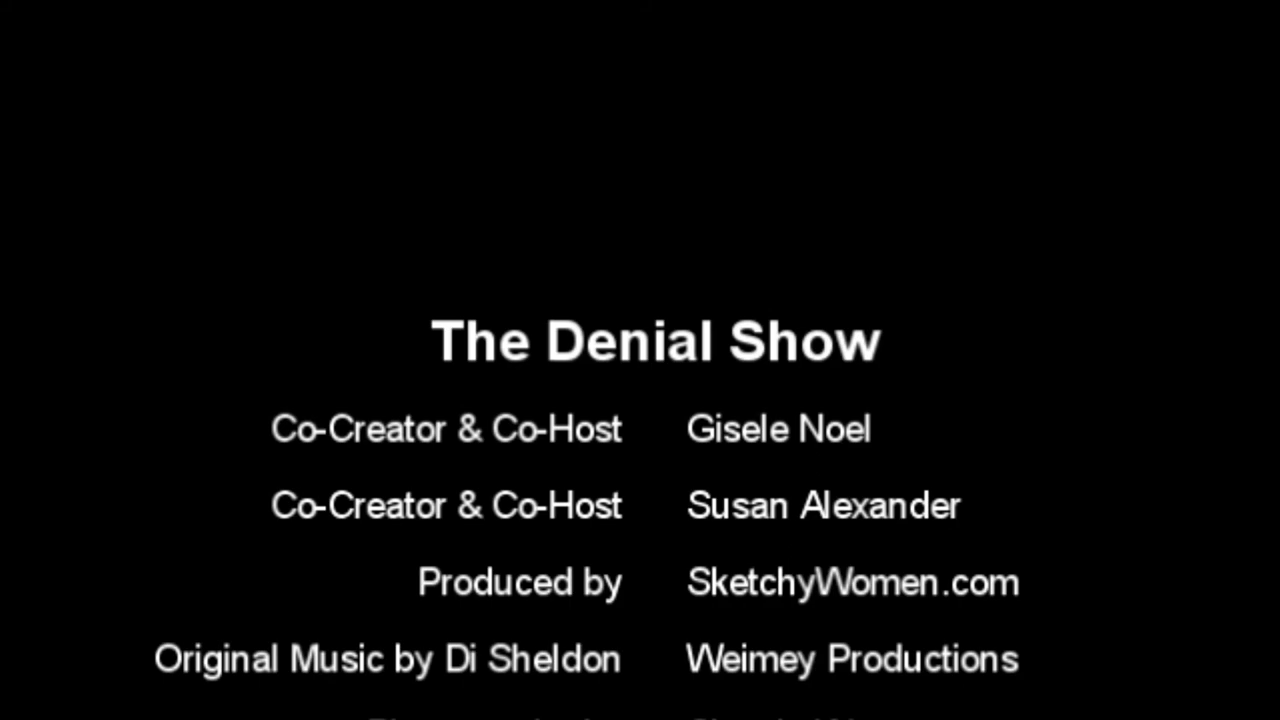 The Denial Show
Co-Creator & Co-Host Gisele Noel
Co-Creator & Co-Host Susan Alexander
Produced by SketchyWomen.com
Original Music by Di Sheldon Weimey Productions